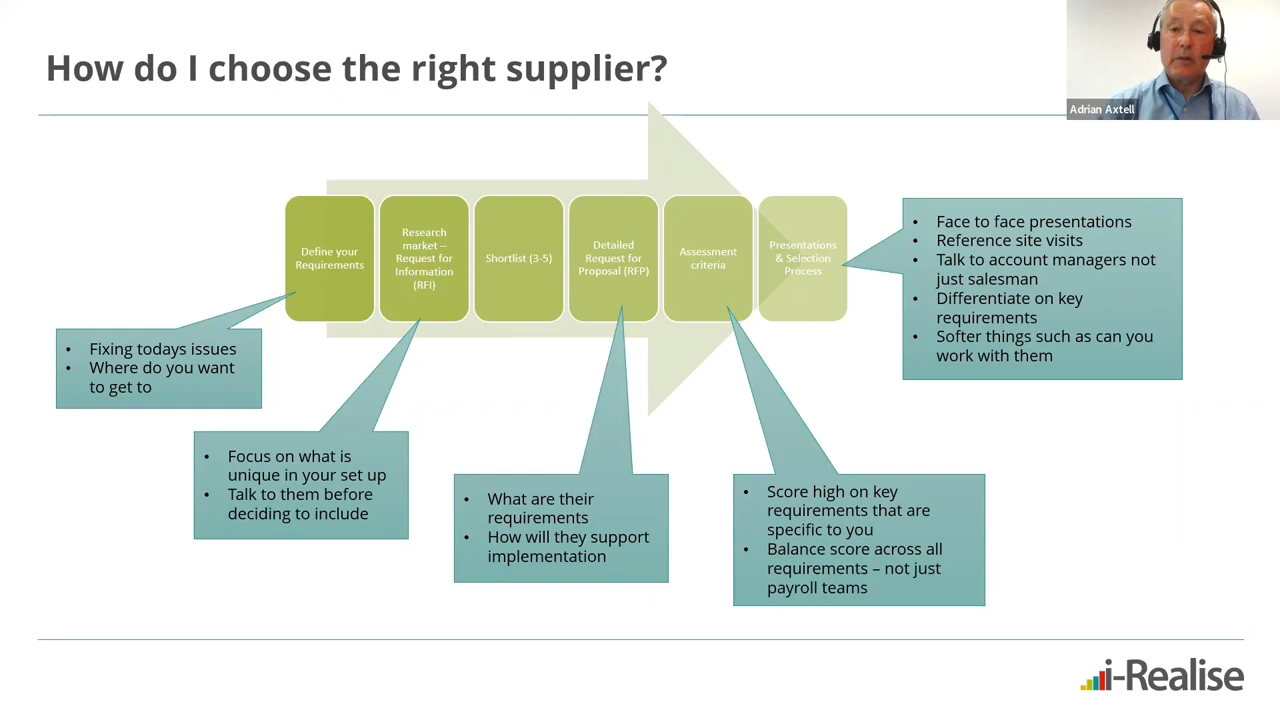 How do I choose the right supplier?
Adrian Axtell
Define your
Requirements
Research
market –
Request for
Information
(RFI)
Shortlist (3-5)
Detailed
Request for
Proposal (RFP)
Assessment
criteria
Presentations
& Selection
Process
• Face to face presentations
• Reference site visits
• Talk to account managers not
just salesman
• Differentiate on key
requirements
• Softer things such as can you
work with them
• Fixing todays issues
• Where do you want
to get to
• Focus on what is
unique in your set up
• Talk to them before
deciding to include
• What are their
requirements
• How will they support
implementation
• Score high on key
requirements that are
specific to you
• Balance score across all
requirements – not just
payroll teams
i-Realise